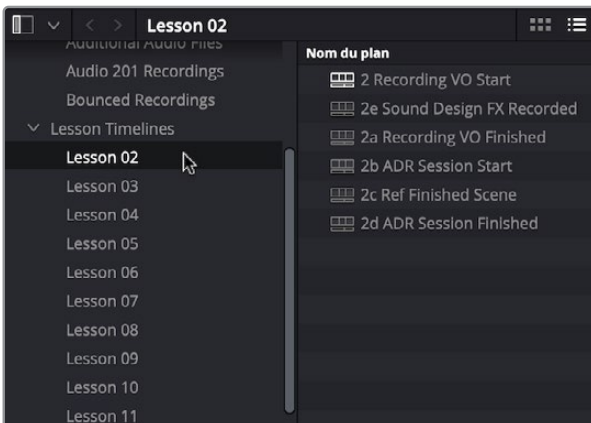 Lesson 02
Additional Audio Files
Audio 201 Recordings
Bounced Recordings
Lesson Timelines
Lesson 02
Lesson 03
Lesson 04
Lesson 05
Lesson 06
Lesson 07
Lesson 08
Lesson 09
Lesson 10
Lesson 11
Nom du plan
2 Recording VO Start
2e Sound Design FX Recorded
2a Recording VO Finished
2b ADR Session Start
2c Ref Finished Scene
2d ADR Session Finished